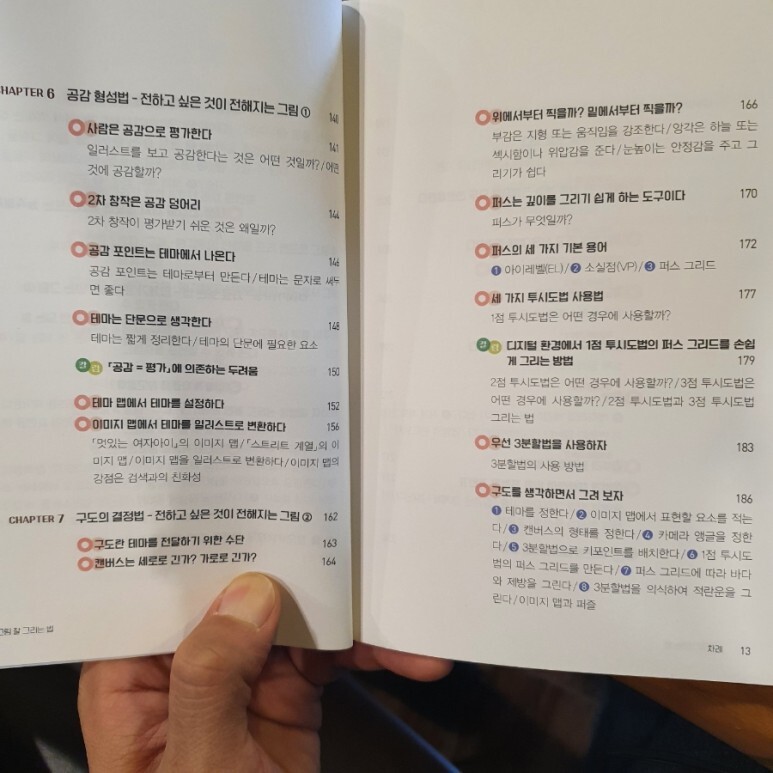 CHAPTER 6 공감 형성법 - 전하고 싶은 것이 전해지는 그림 ① 140
사람은 공감으로 평가한다 141
일러스트를 보고 공감한다는 것은 어떤 것일까?/어떤
것에 공감할까?
2차 창작은 공감 덩어리 144
2차 창작이 평가받기 쉬운 것은 왜일까?
공감 포인트는 테마에서 나온다 146
공감 포인트는 테마로부터 만든다/테마는 문자로 세우
면 좋다
테마는 단문으로 생각한다 148
테마는 짧게 정리한다/테마의 단문에 필요한 요소
칼럼 「공감 = 평가」에 의존하는 두려움 150
테마 맵에서 테마를 설정하다 152
이미지 맵에서 테마를 일러스트로 변환하다 156
「멋있는 여자아이」의 이미지 맵/「스트리트 계열」의 이
미지 맵/이미지 맵을 일러스트로 변환하다/이미지 맵의
강점은 검색과의 친화성
CHAPTER 7 구도의 결정법 - 전하고 싶은 것이 전해지는 그림 ② 162
구도란 테마를 전달하기 위한 수단 163
캔버스는 세로로 긴가? 가로로 긴가? 164
그림 잘 그리는 법
위에서부터 찍을까? 밑에서부터 찍을까? 166
부감은 지형 또는 움직임을 강조한다/앙각은 하늘 또는
섹시함이나 위압감을 준다/눈높이는 안정감을 주고 그
리기가 쉽다
퍼스는 깊이를 그리기 쉽게 하는 도구이다 170
퍼스가 무엇일까?
퍼스의 세 가지 기본 용어 172
❶ 아이레벨(EL)/❷ 소실점(VP)/❸ 퍼스 그리드
세 가지 투시도법 사용법 177
1점 투시도법은 어떤 경우에 사용할까?
칼럼 디지털 환경에서 1점 투시도법의 퍼스 그리드를 손쉽
게 그리는 방법 179
2점 투시도법은 어떤 경우에 사용할까?/3점 투시도법은
어떤 경우에 사용할까?/2점 투시도법과 3점 투시도법
그리는 법
우선 3분할법을 사용하자 183
3분할법의 사용 방법
구도를 생각하면서 그려 보자 186
❶ 테마를 정한다/❷ 이미지 맵에서 표현할 요소를 적는
다/❸ 캔버스의 형태를 정한다/❹ 카메라 앵글을 정한
다/❺ 3분할법으로 키포인트를 배치한다/❻ 1점 투시도
법의 퍼스 그리드를 만든다/❼ 퍼스 그리드에 따라 바다
와 제방을 그린다/❽ 3분할법을 의식하여 적란운을 그
린다/이미지 맵과 퍼즐
차례 13